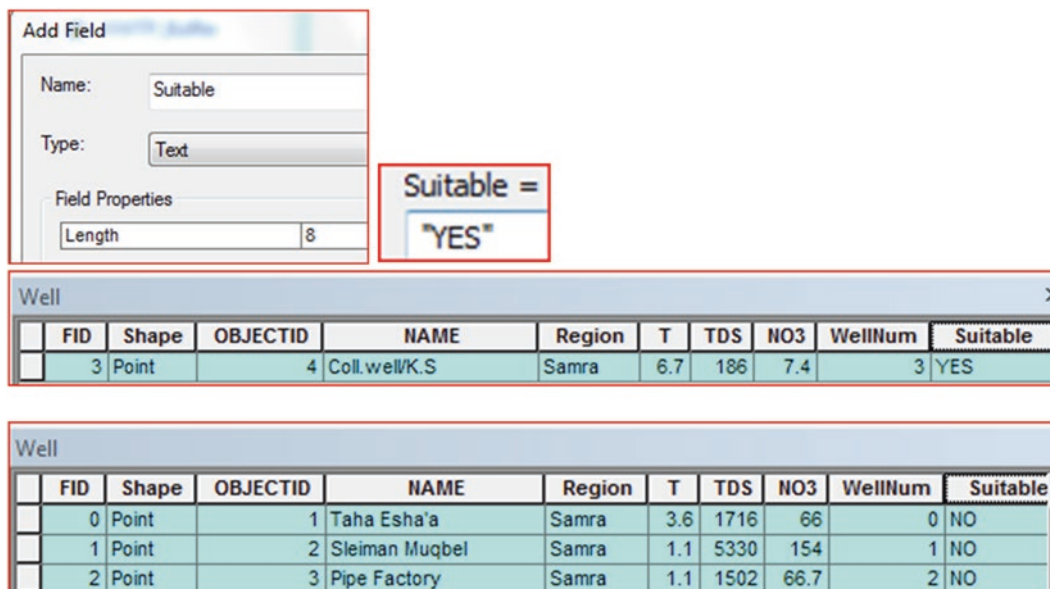 Add Field
Name: Suitable
Type: Text
Field Properties
Length 8
Suitable =
"YES"
Well
FID Shape OBJECTID NAME Region T TDS NO3 WellNum Suitable
3 Point 4 Coll.well/K.S Samra 6.7 186 7.4 3 YES
Well
FID Shape OBJECTID NAME Region T TDS NO3 WellNum Suitable
0 Point 1 Taha Esha'a Samra 3.6 1716 66 0 NO
1 Point 2 Sleiman Muqbel Samra 1.1 5330 154 1 NO
2 Point 3 Pipe Factory Samra 1.1 1502 66.7 2 NO